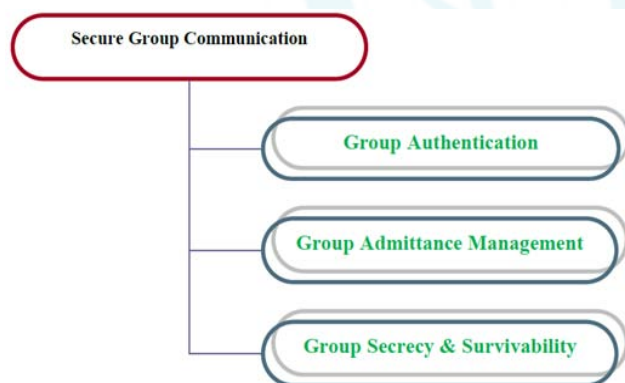 Secure Group Communication
Group Authentication
Group Admittance Management
Group Secrecy & Survivability